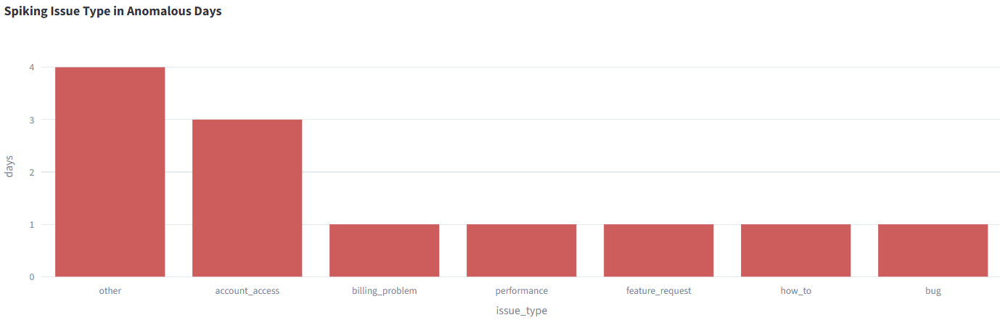 Spiking Issue Type in Anomalous Days
4
3
2
1
0
days
other account_access billing_problem performance feature_request how_to bug
issue_type